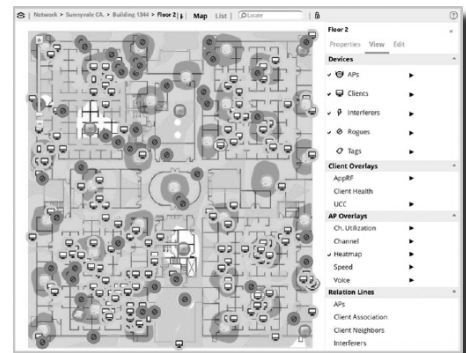 Network > Sunnyvale CA. > Building 1344 > Floor 2 Map List Locate
Floor 2
Properties View Edit
Devices
APs
Clients
Interferers
Rogues
Tags
Client Overlays
AppRF
Client Health
UCC
AP Overlays
Ch. Utilization
Channel
Heatmap
Speed
Voice
Relation Lines
APs
Client Association
Client Neighbors
Interferers